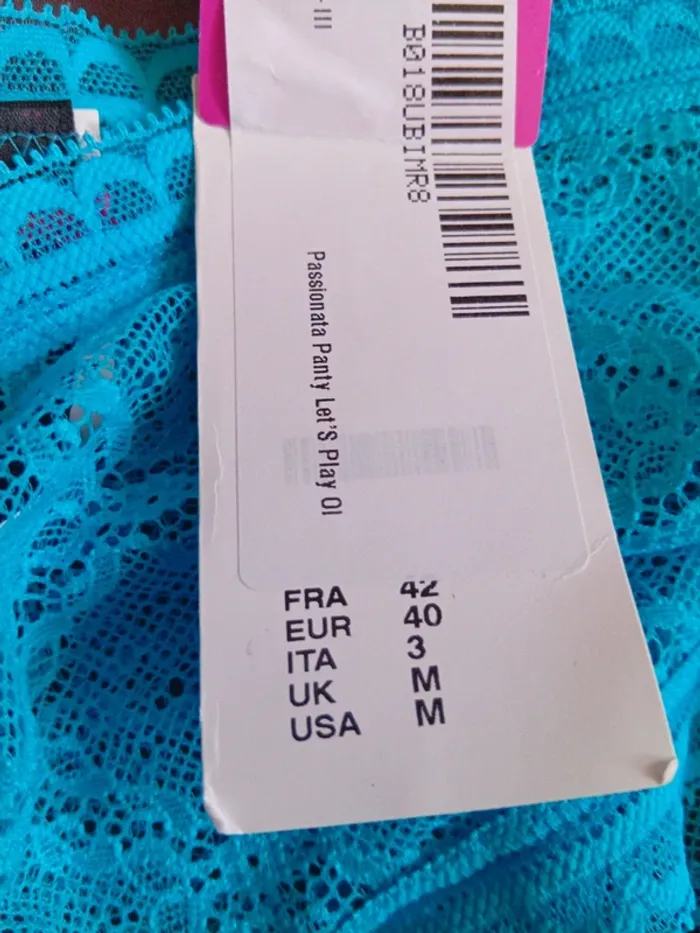 B018UBIMR8
Passionata Panty Let'S Play Ol
FRA 42
EUR 40
ITA 3
UK M
USA M